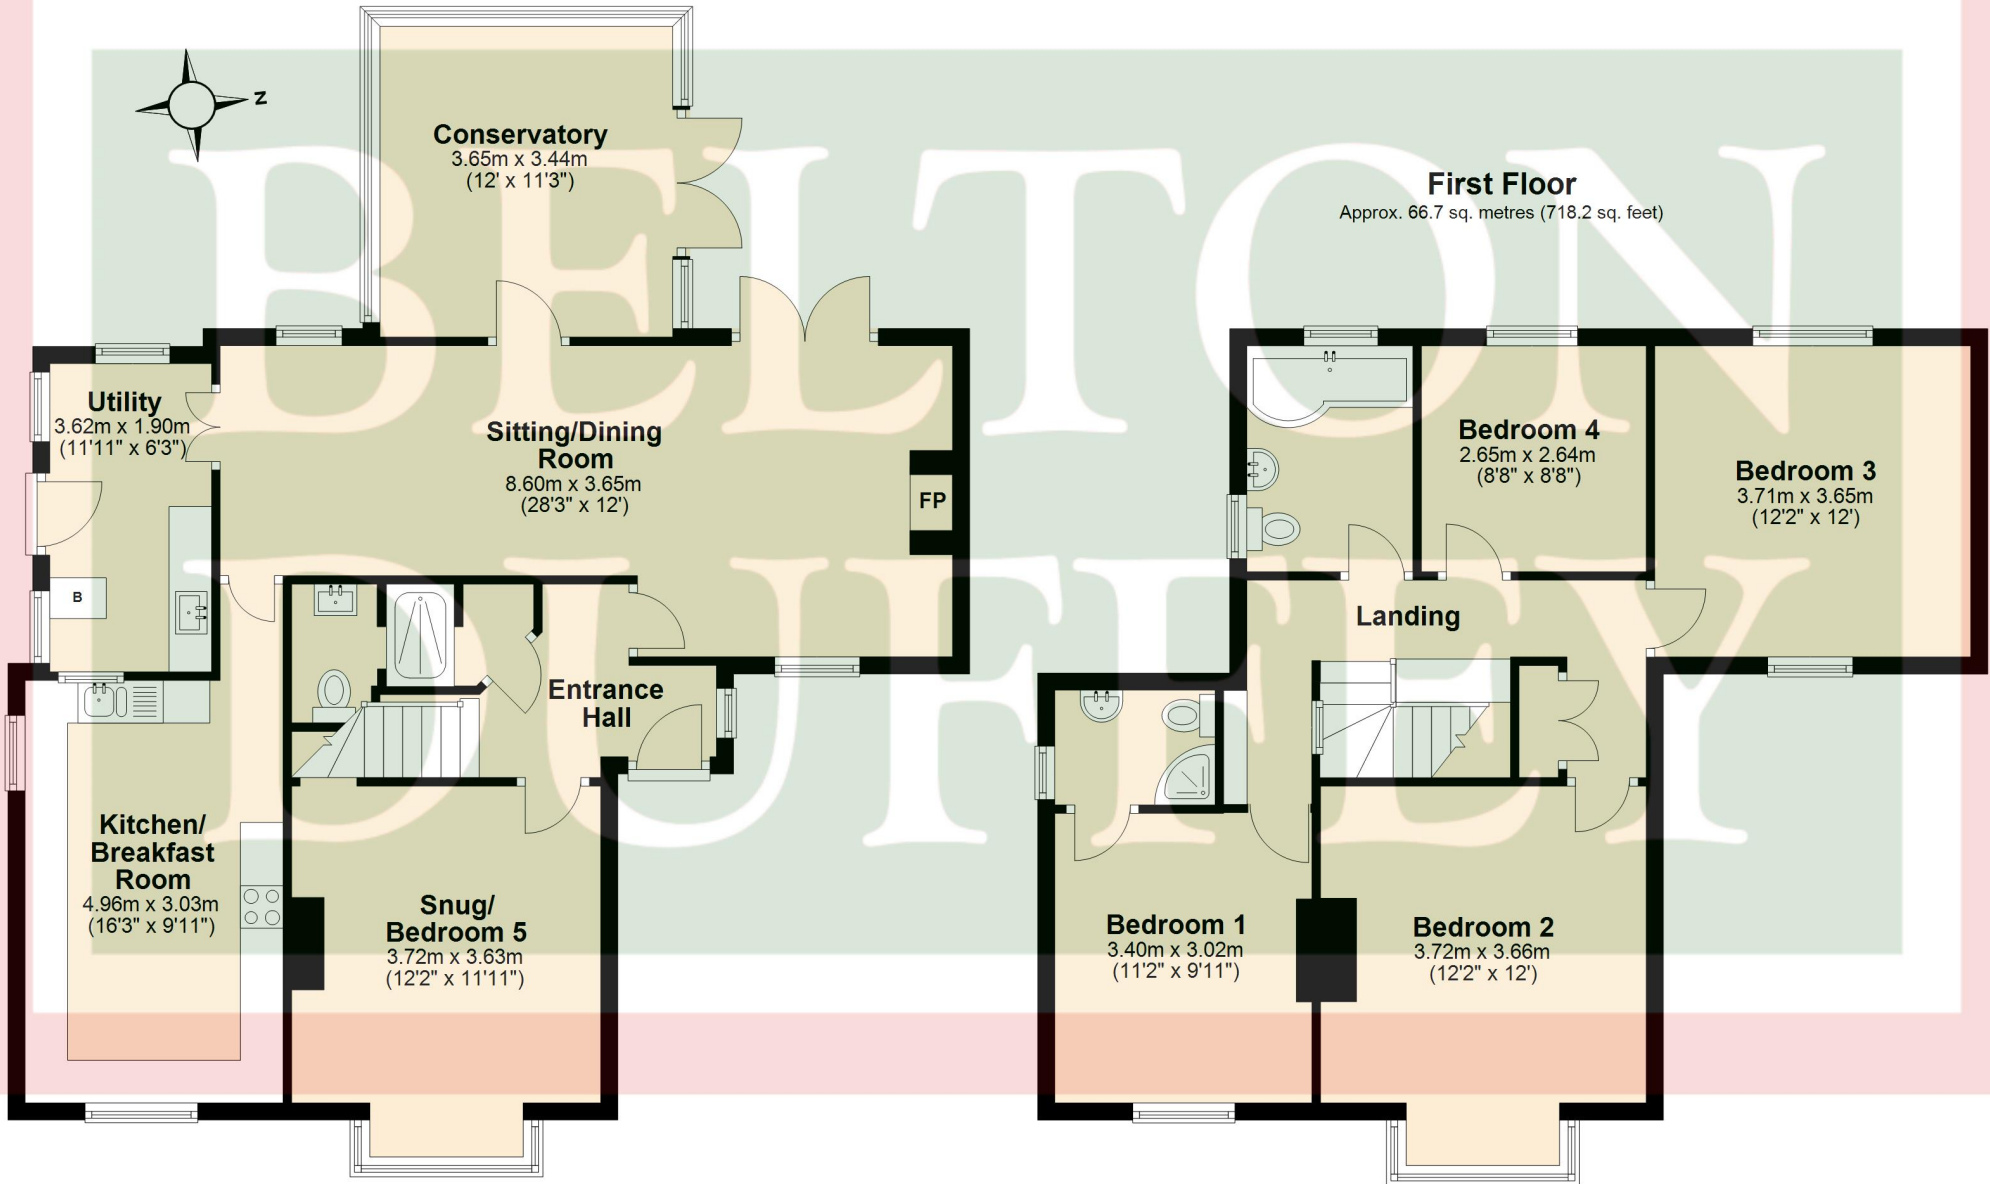 Z
Conservatory
3.65m x 3.44m
(12' x 11'3")
First Floor
Approx. 66.7 sq. metres (718.2 sq. feet)
Utility
3.62m x 1.90m
(11'11" x 6'3")
Sitting/Dining
Room
8.60m x 3.65m
(28'3" x 12')
FP
B
Bedroom 4
2.65m x 2.64m
(8'8" x 8'8")
Bedroom 3
3.71m x 3.65m
(12'2" x 12')
Landing
Entrance
Hall
Kitchen/
Breakfast
Room
4.96m x 3.03m
(16'3" x 9'11")
Snug/
Bedroom 5
3.72m x 3.63m
(12'2" x 11'11")
Bedroom 1
3.40m x 3.02m
(11'2" x 9'11")
Bedroom 2
3.72m x 3.66m
(12'2" x 12')
BELTON
DUFFEY